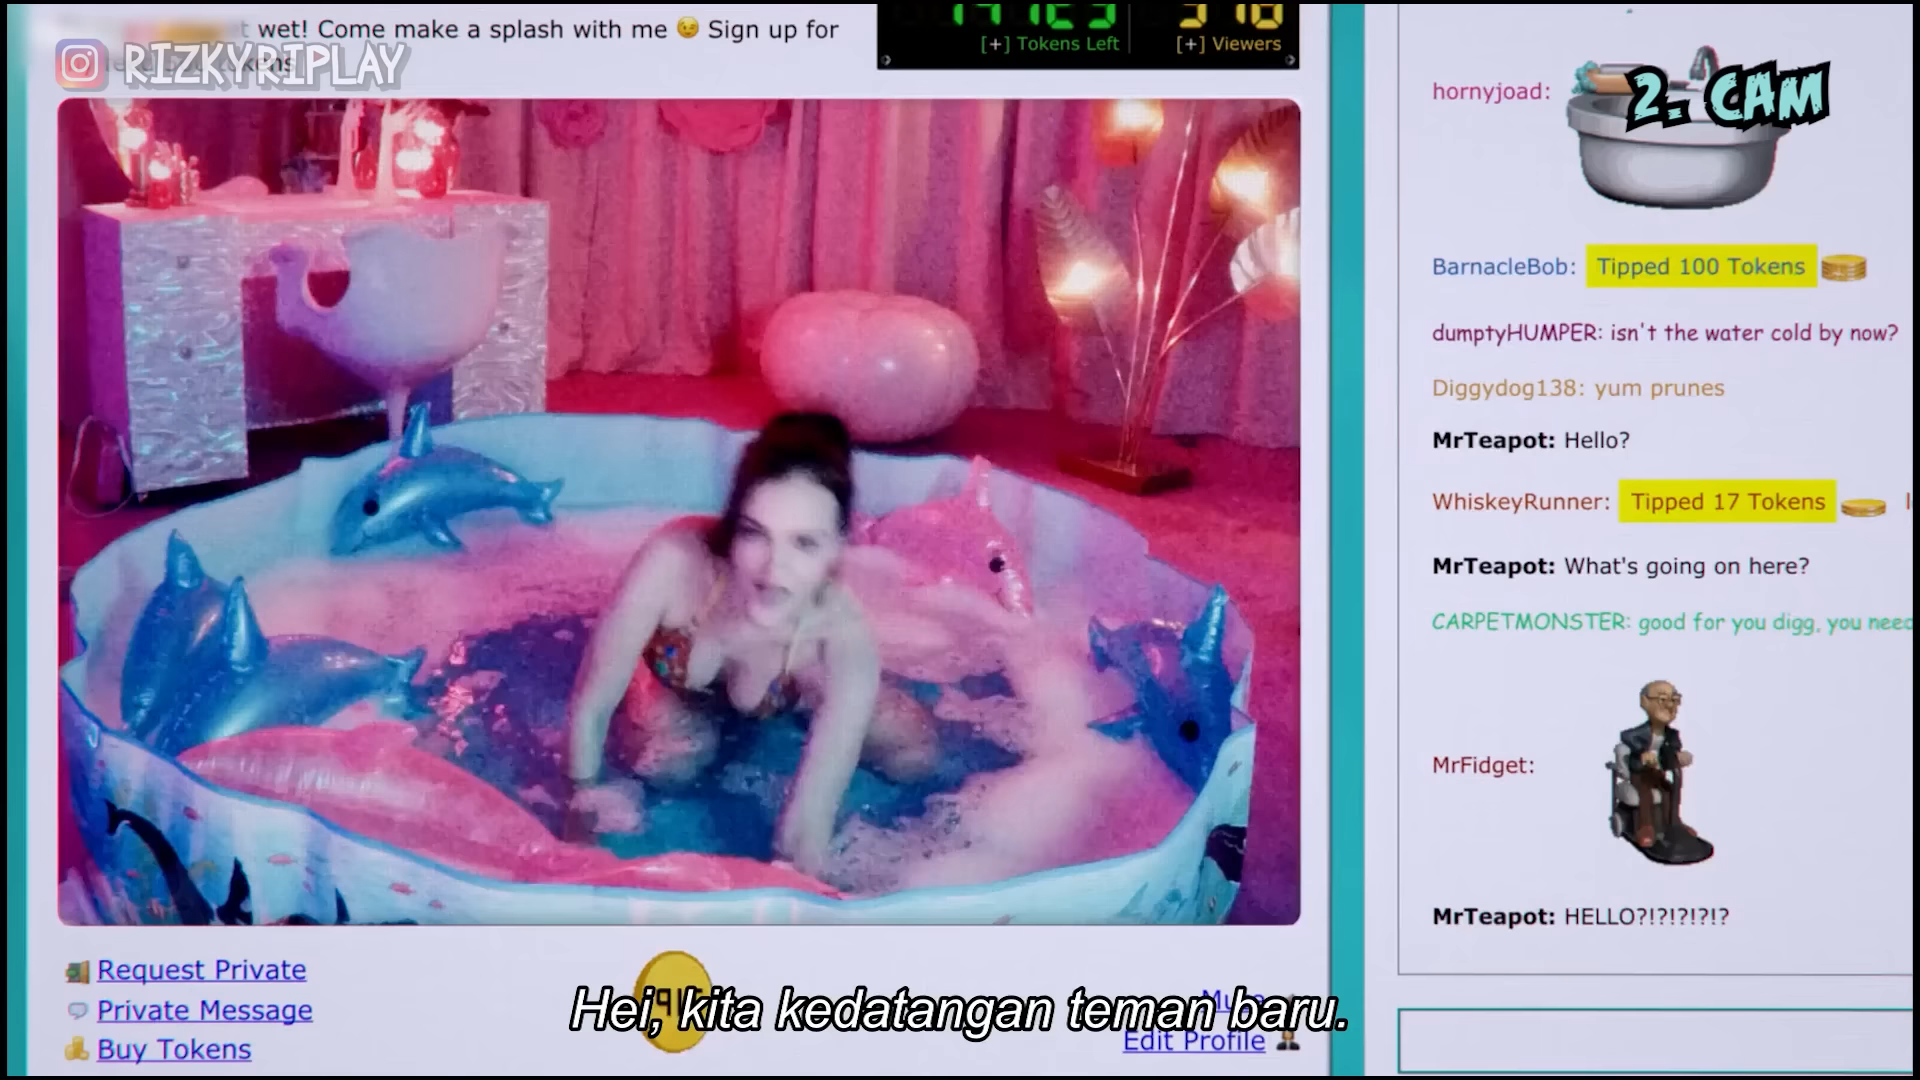 wet! Come make a splash with me 😉 Sign up for
RIZKYRIPLAY
[+] Tokens Left
[+] Viewers
2. CAM
hornyjoad:
BarnacleBob: Tipped 100 Tokens
dumptyHUMPER: isn't the water cold by now?
Diggydog138: yum prunes
MrTeapot: Hello?
WhiskeyRunner: Tipped 17 Tokens
MrTeapot: What's going on here?
CARPETMONSTER: good for you digg, you need
MrFidget:
MrTeapot: HELLO?!?!?!?!?
Request Private
Private Message
Buy Tokens
Hei, kita kedatangan teman baru.
Edit Profile